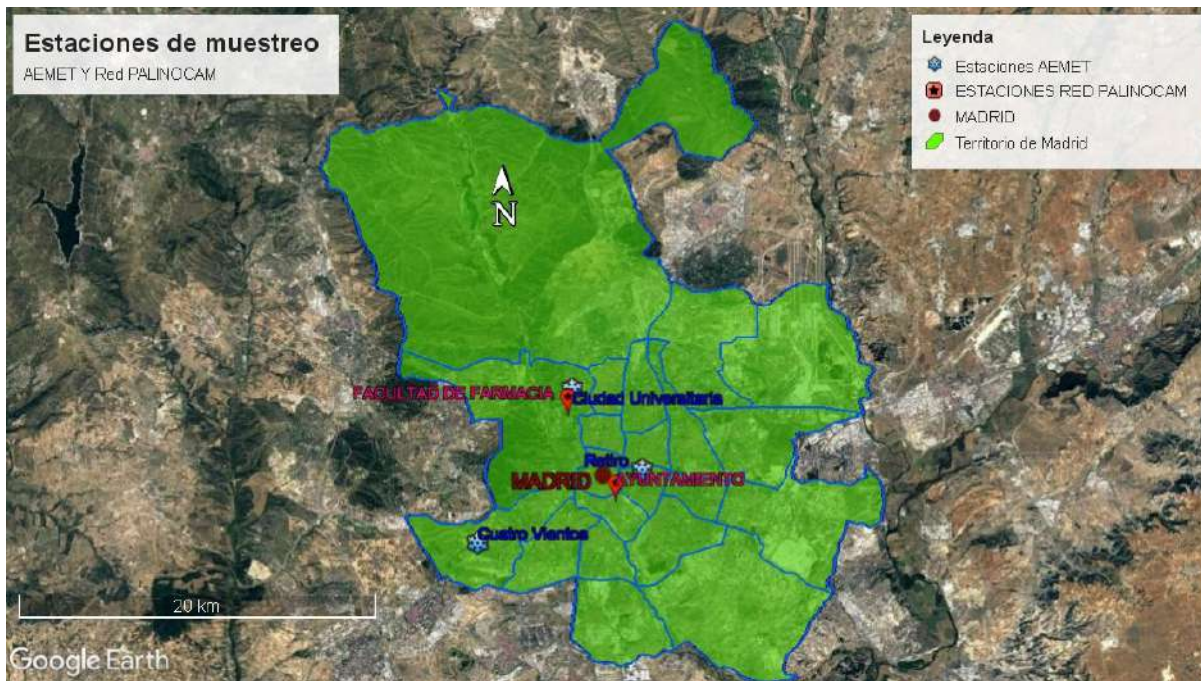 Estaciones de muestreo
AEMET Y Red PALINOCAM
Leyenda
Estaciones AEMET
ESTACIONES RED PALINOCAM
MADRID
Territorio de Madrid
N
FACULTAD DE FARMACIA
Ciudad Universitaria
Retiro
MADRID
AYUNTAMIENTO
Cuatro Vientos
20 km
Google Earth